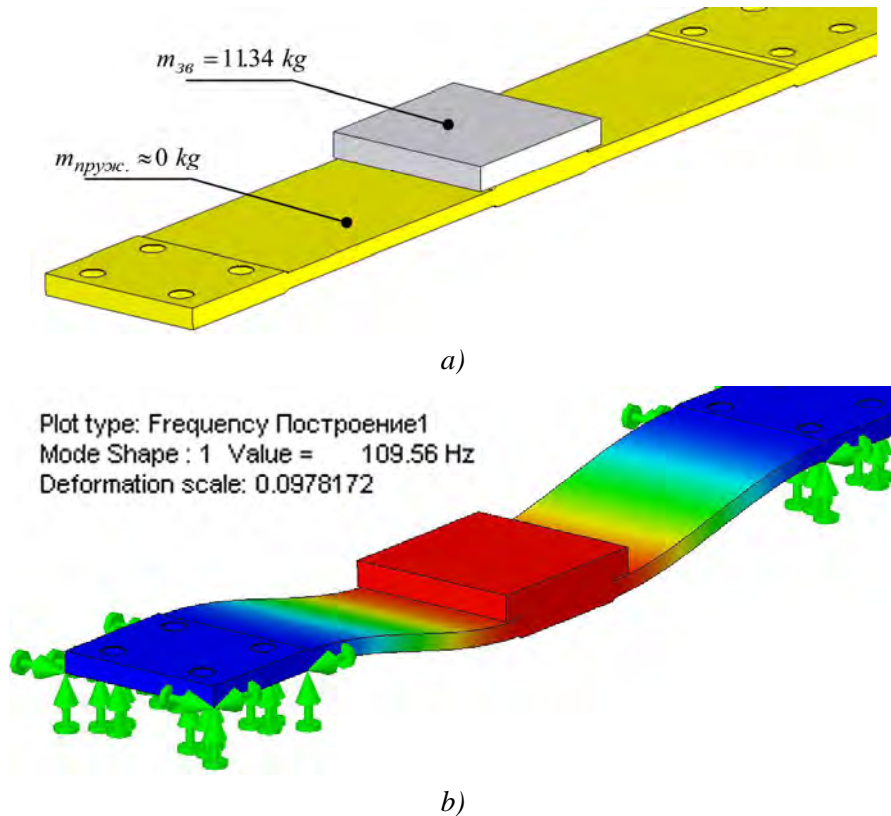 m_зв = 11.34 kg
m_пруж. ≈ 0 kg
a)
Plot type: Frequency Построение1
Mode Shape : 1 Value = 109.56 Hz
Deformation scale: 0.0978172
b)